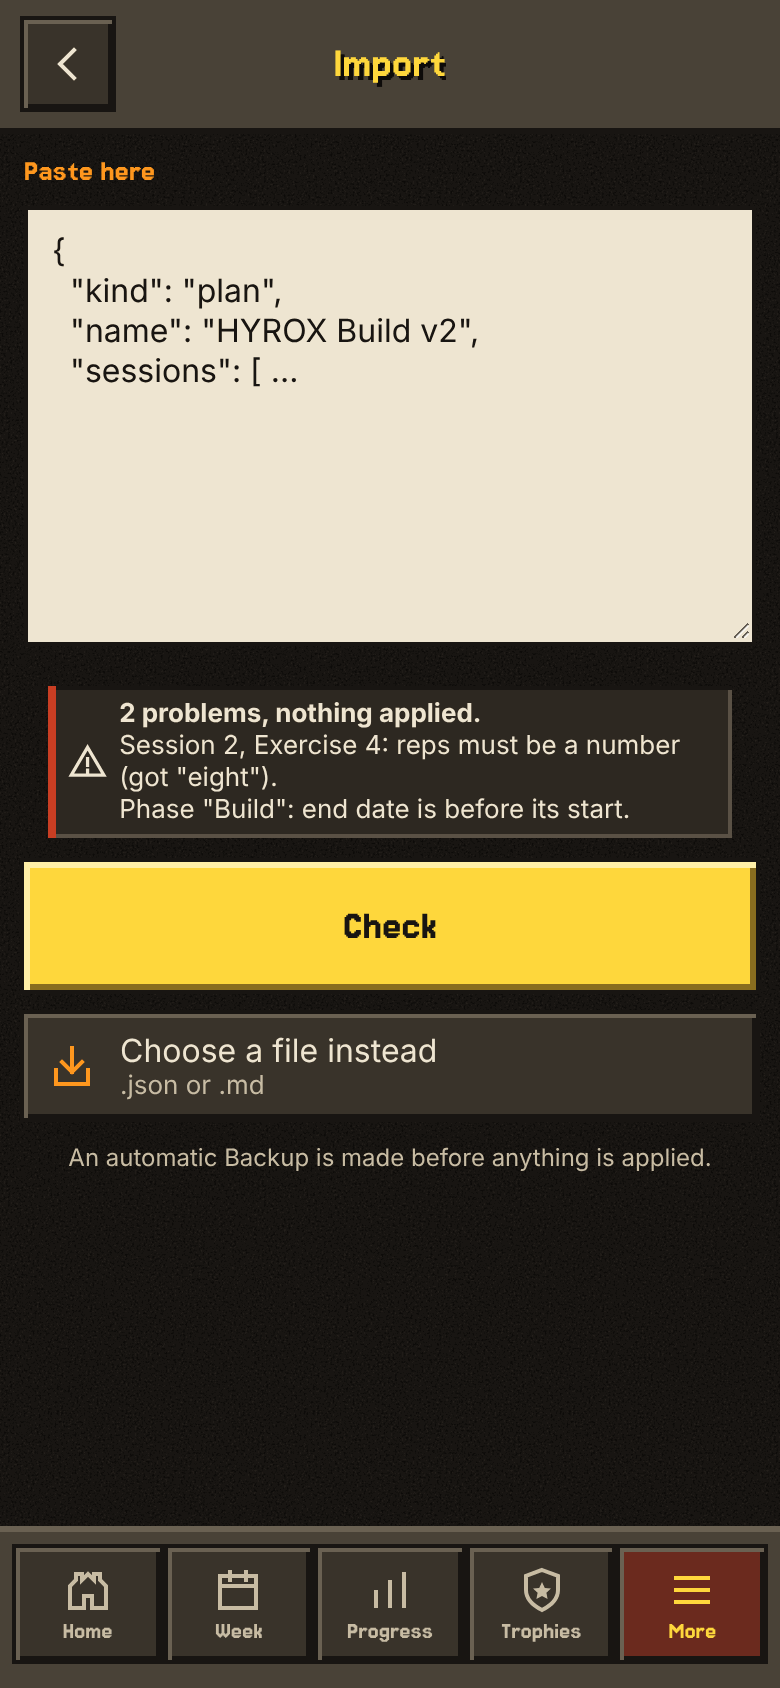 Import
Paste here
{
"kind": "plan",
"name": "HYROX Build v2",
"sessions": [ ...
2 problems, nothing applied.
Session 2, Exercise 4: reps must be a number
(got "eight").
Phase "Build": end date is before its start.
Check
Choose a file instead
.json or .md
An automatic Backup is made before anything is applied.
Home
Week
Progress
Trophies
More